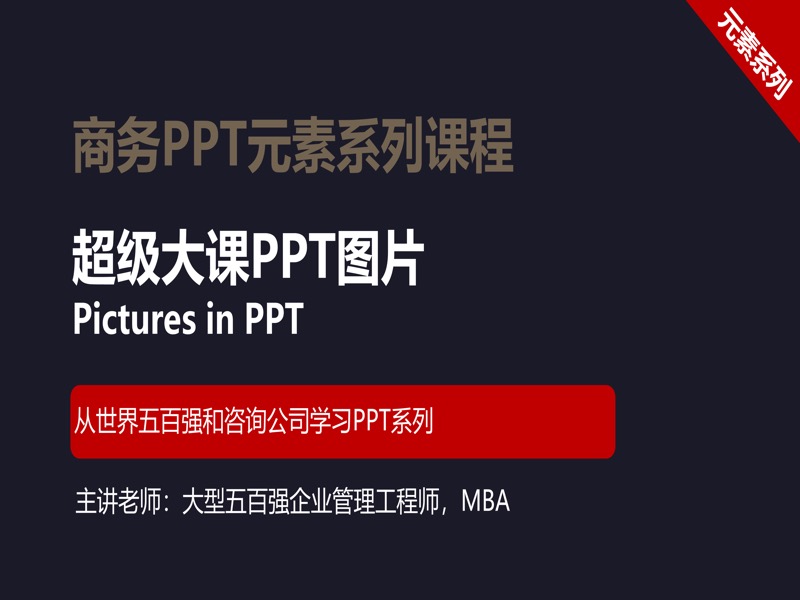 元素系列
商务PPT元素系列课程
超级大课PPT图片
Pictures in PPT
从世界五百强和咨询公司学习PPT系列
主讲老师：大型五百强企业管理工程师，MBA